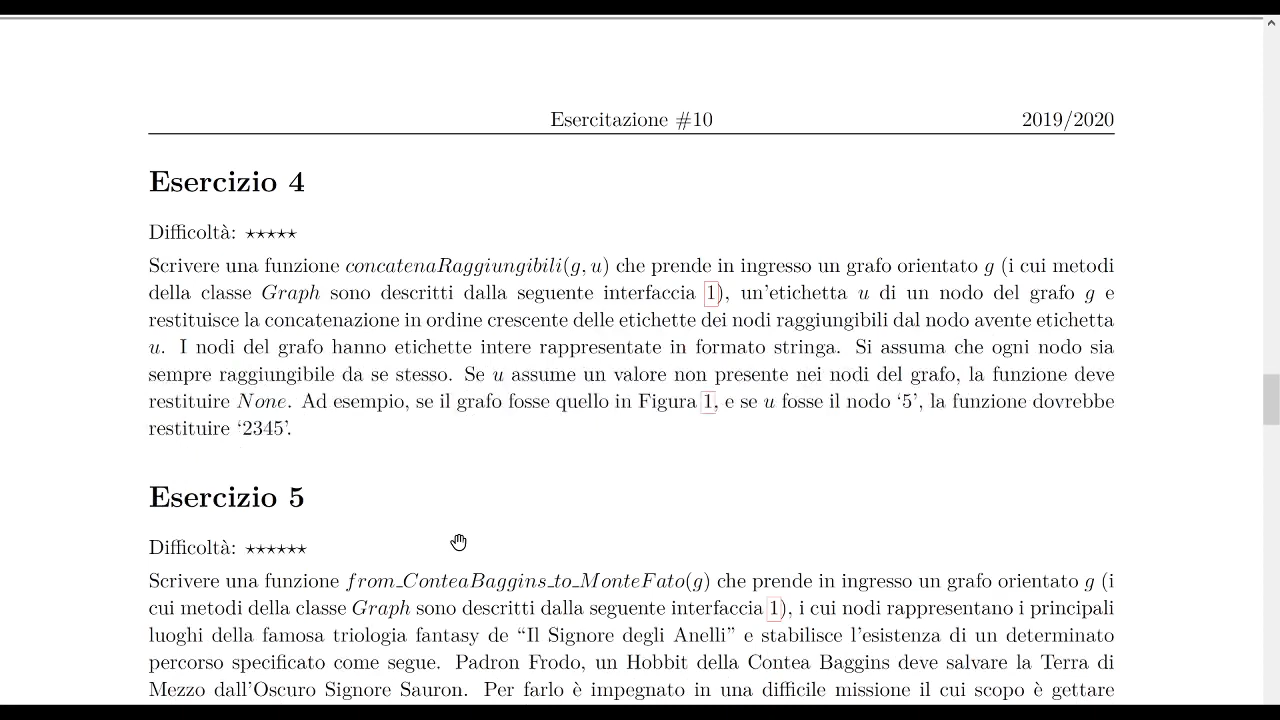 Esercitazione #10 2019/2020
Esercizio 4
Difficoltà: ⋆⋆⋆⋆⋆
Scrivere una funzione concatenaRaggiungibili(g, u) che prende in ingresso un grafo orientato g (i cui metodi
della classe Graph sono descritti dalla seguente interfaccia 1), un'etichetta u di un nodo del grafo g e
restituisce la concatenazione in ordine crescente delle etichette dei nodi raggiungibili dal nodo avente etichetta
u. I nodi del grafo hanno etichette intere rappresentate in formato stringa. Si assuma che ogni nodo sia
sempre raggiungibile da se stesso. Se u assume un valore non presente nei nodi del grafo, la funzione deve
restituire None. Ad esempio, se il grafo fosse quello in Figura 1, e se u fosse il nodo ‘5’, la funzione dovrebbe
restituire ‘2345’.
Esercizio 5
Difficoltà: ⋆⋆⋆⋆⋆⋆
Scrivere una funzione from_ConteaBaggins_to_MonteFato(g) che prende in ingresso un grafo orientato g (i
cui metodi della classe Graph sono descritti dalla seguente interfaccia 1), i cui nodi rappresentano i principali
luoghi della famosa triologia fantasy de “Il Signore degli Anelli” e stabilisce l'esistenza di un determinato
percorso specificato come segue. Padron Frodo, un Hobbit della Contea Baggins deve salvare la Terra di
Mezzo dall'Oscuro Signore Sauron. Per farlo è impegnato in una difficile missione il cui scopo è gettare